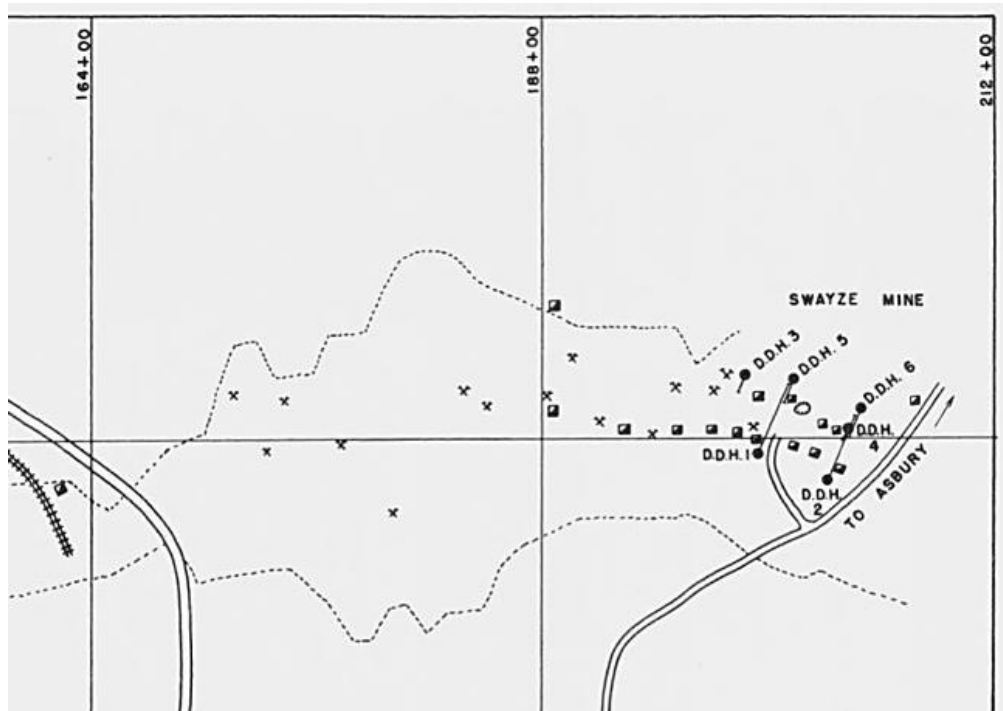 164+00
188+00
212+00
SWAYZE MINE
D.D.H. 3
D.D.H. 5
D.D.H. 6
D.D.H. 1
D.D.H.
4
D.D.H.
2
TO ASBURY